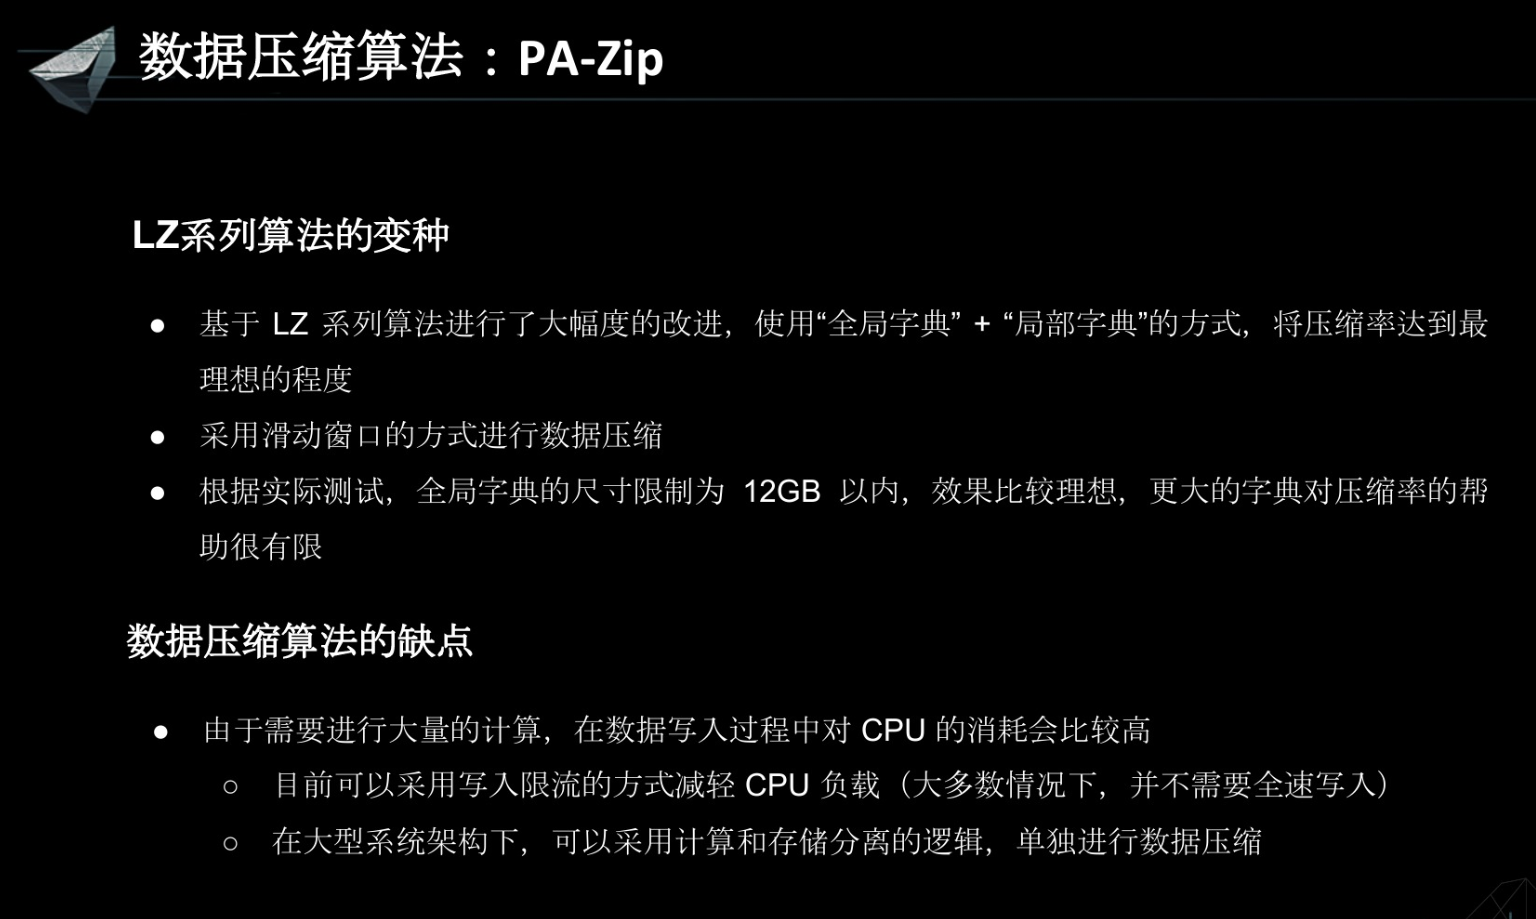 数据压缩算法：PA-Zip
LZ系列算法的变种
● 基于 LZ 系列算法进行了大幅度的改进，使用“全局字典” + “局部字典”的方式，将压缩率达到最
理想的程度
● 采用滑动窗口的方式进行数据压缩
● 根据实际测试，全局字典的尺寸限制为 12GB 以内，效果比较理想，更大的字典对压缩率的帮
助很有限
数据压缩算法的缺点
● 由于需要进行大量的计算，在数据写入过程中对 CPU 的消耗会比较高
○ 目前可以采用写入限流的方式减轻 CPU 负载（大多数情况下，并不需要全速写入）
○ 在大型系统架构下，可以采用计算和存储分离的逻辑，单独进行数据压缩